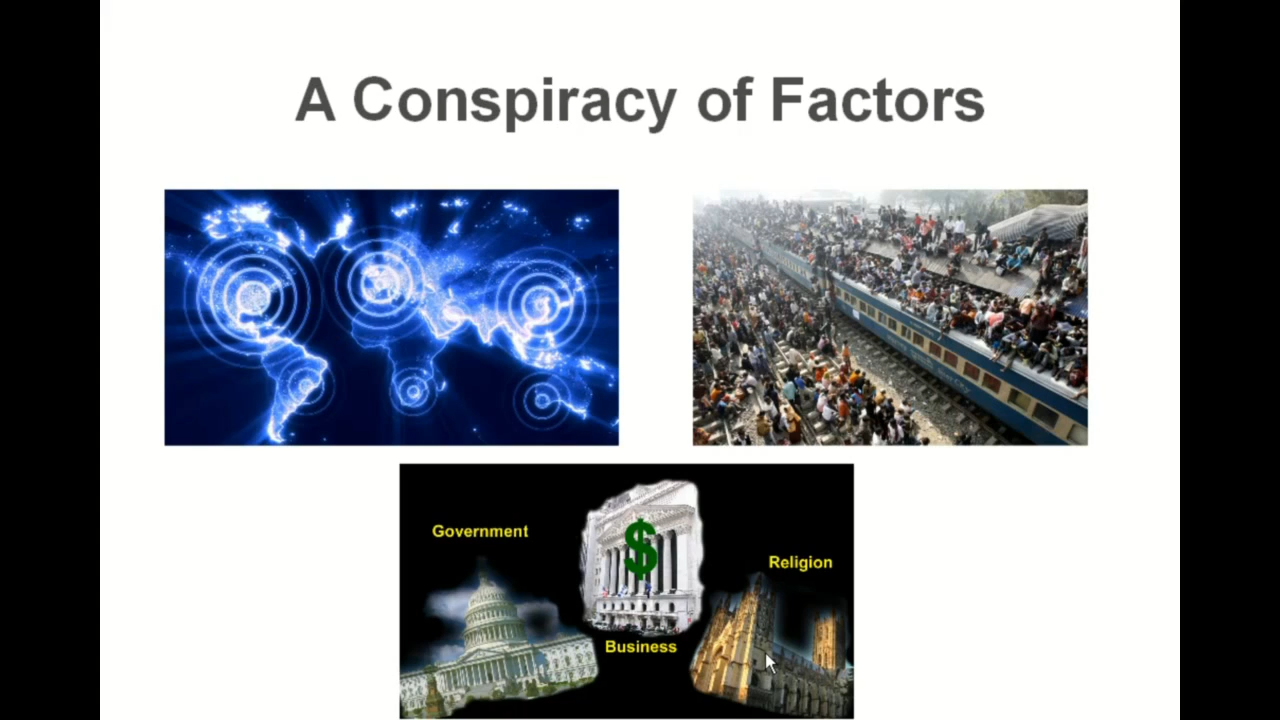 A Conspiracy of Factors
Government
$
Religion
Business